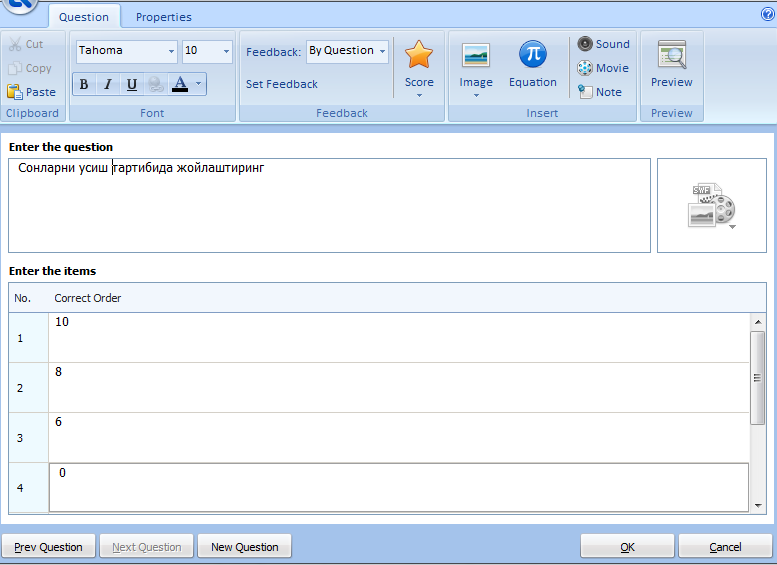 Question
Properties
Cut
Copy
Paste
Clipboard
Tahoma
10
B I U A
Font
Feedback: By Question
Set Feedback
Feedback
Score
Image
Equation
Sound
Movie
Note
Insert
Preview
Preview
Enter the question
Сонларни усиш тартибида жойлаштиринг
SWF
Enter the items
No. Correct Order
1 10
2 8
3 6
4 0
Prev Question
Next Question
New Question
OK
Cancel